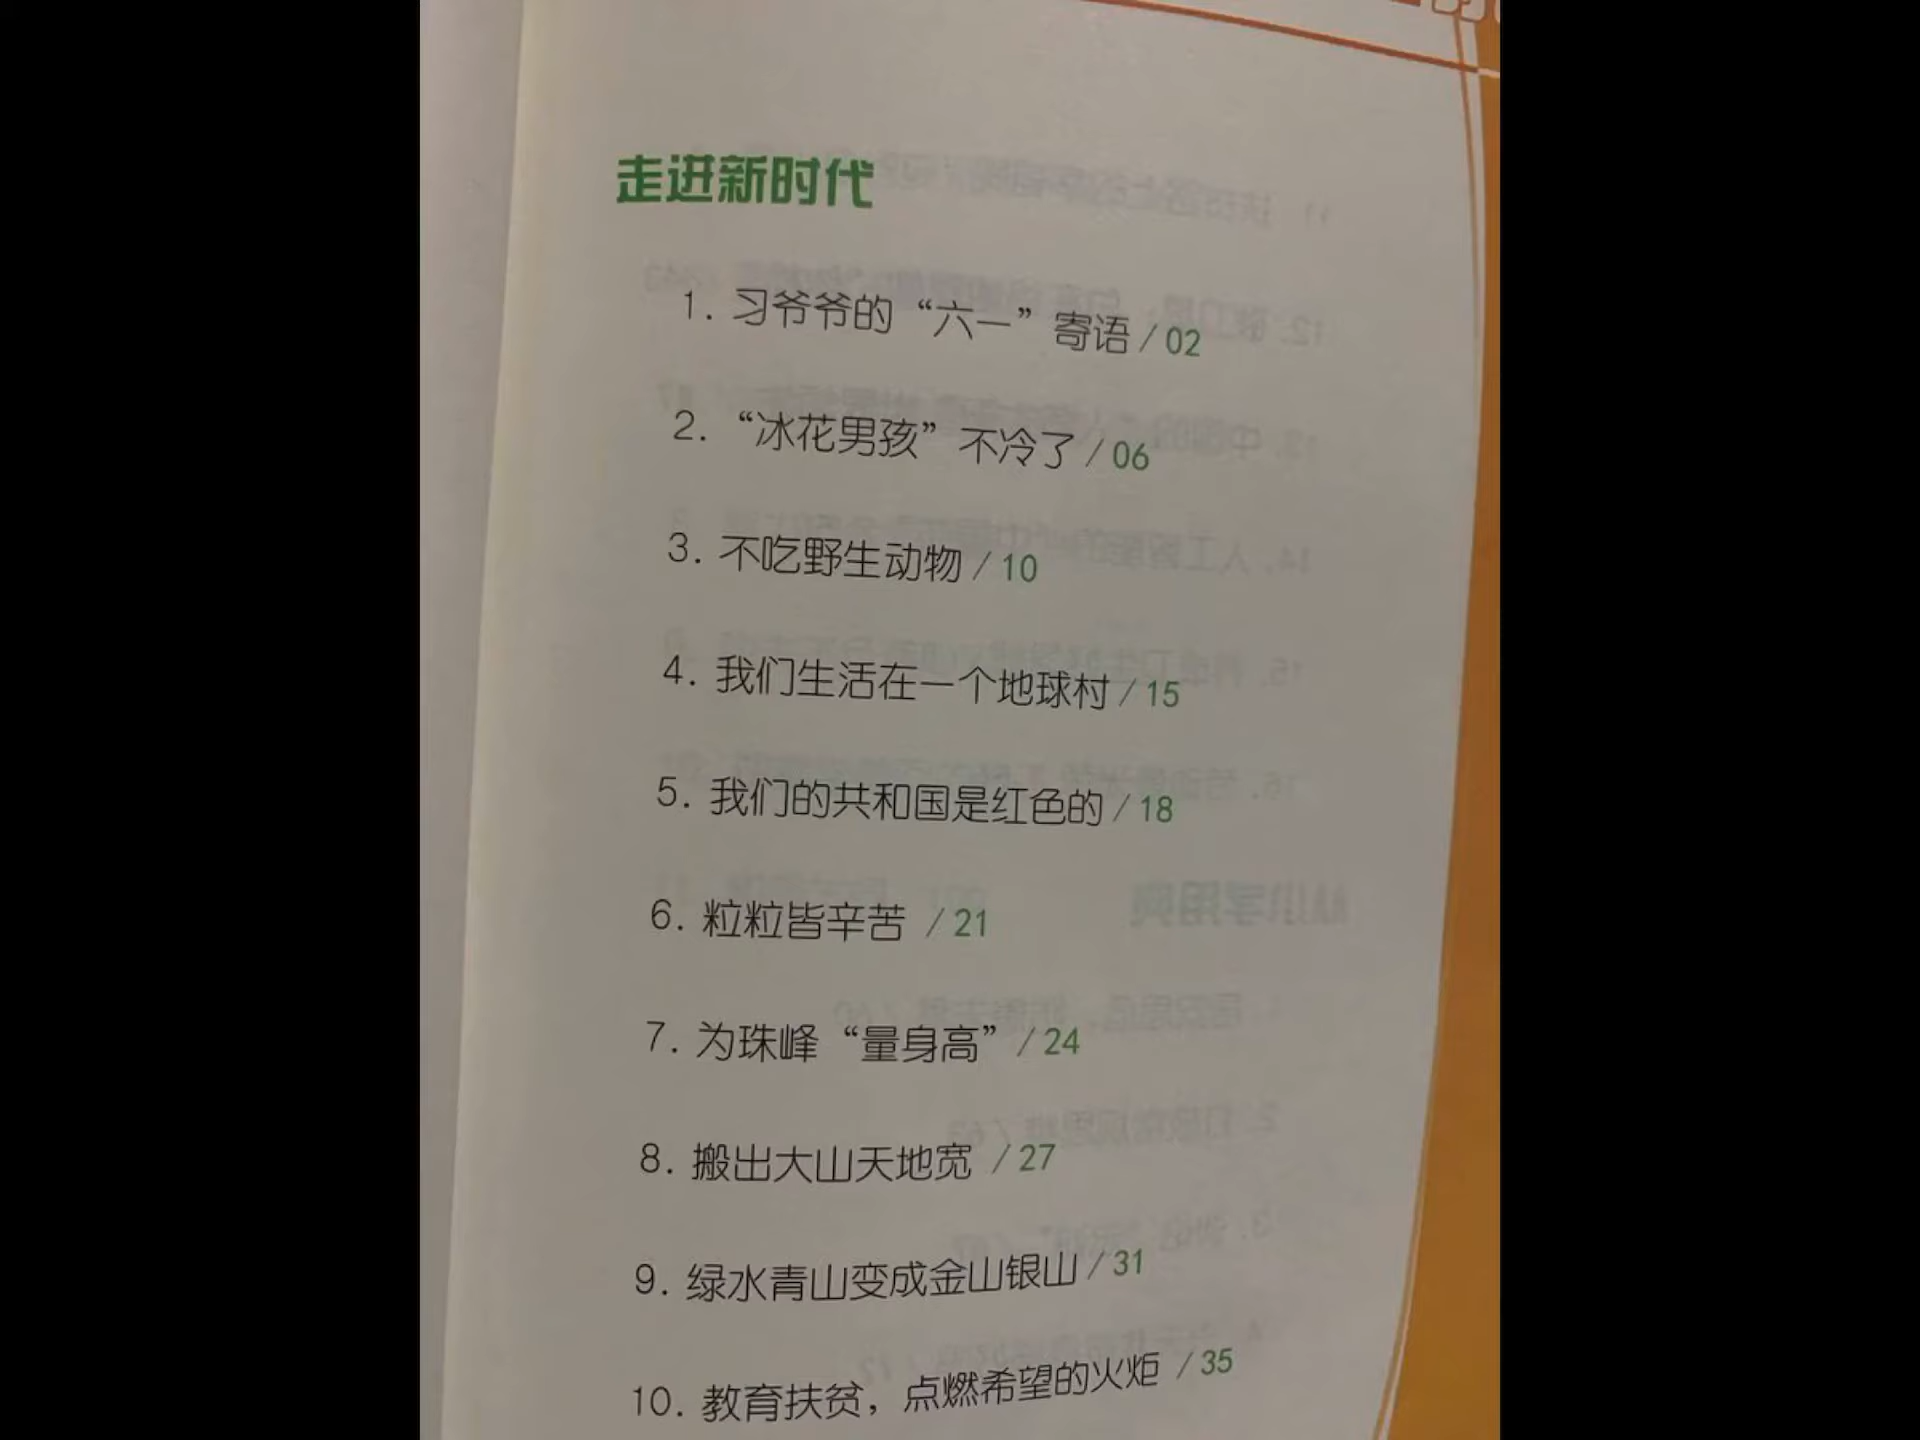 走进新时代
1. 习爷爷的“六一”寄语 / 02
2. “冰花男孩”不冷了 / 06
3. 不吃野生动物 / 10
4. 我们生活在一个地球村 / 15
5. 我们的共和国是红色的 / 18
6. 粒粒皆辛苦 / 21
7. 为珠峰“量身高” / 24
8. 搬出大山天地宽 / 27
9. 绿水青山变成金山银山 / 31
10. 教育扶贫，点燃希望的火炬 / 35